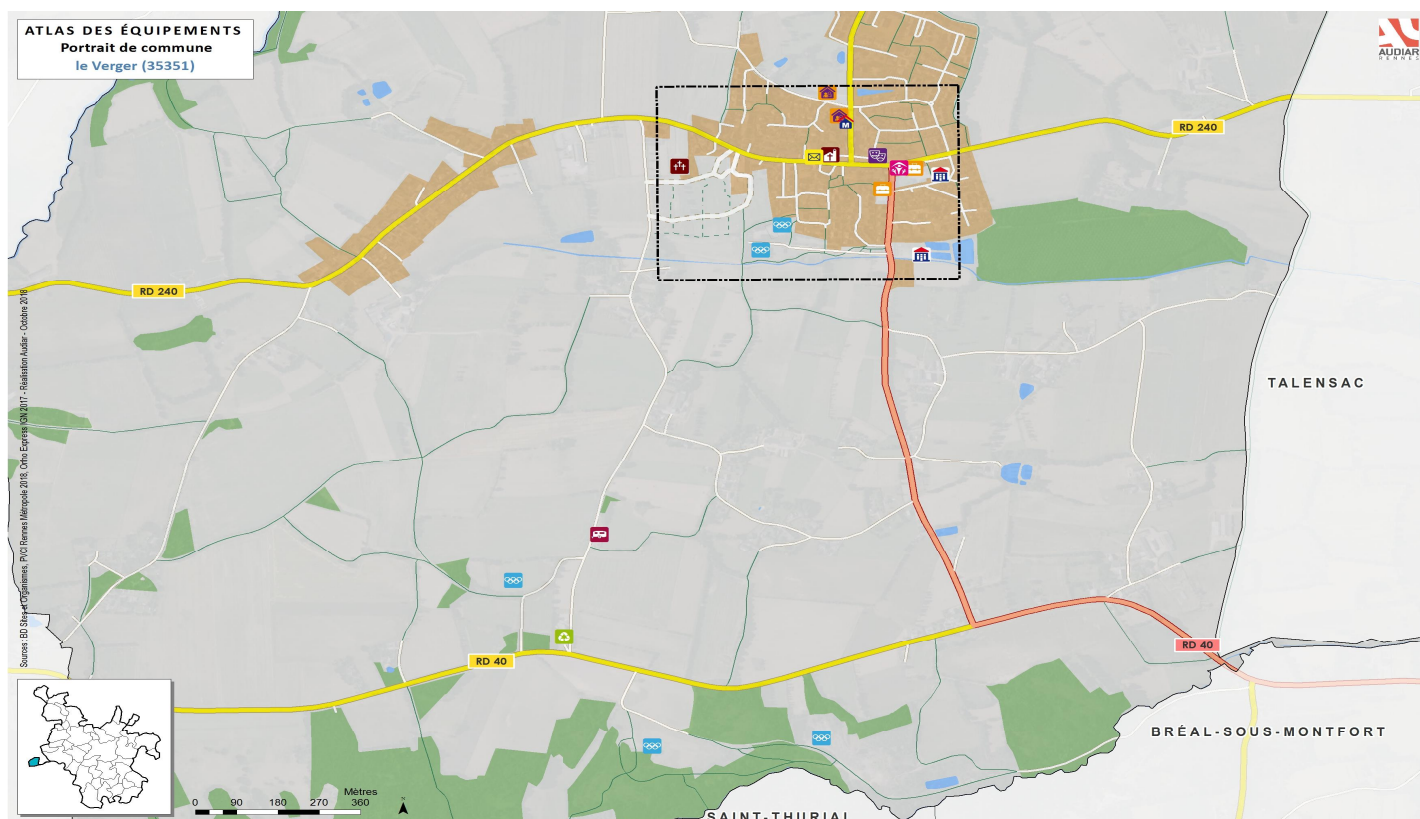 ATLAS DES ÉQUIPEMENTS
Portrait de commune
le Verger (35351)
AUDIAR
RENNES
RD 240
M
RD 240
TALENSAC
Sources : BD Sites et Organismes, PVCI Rennes Métropole 2018, Ortho Express IGN 2017 - Réalisation Audiar - Octobre 2018
RD 40
RD 40
BRÉAL-SOUS-MONTFORT
Mètres
0 90 180 270 360
N
SAINT-THURIAL